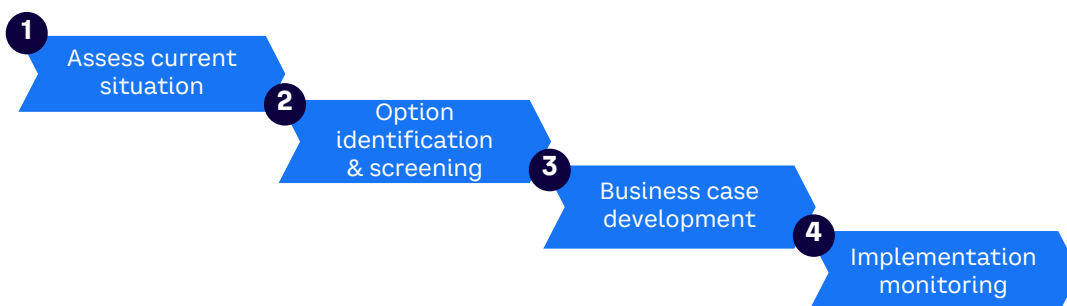 1
Assess current
situation
2
Option
identification
& screening
3
Business case
development
4
Implementation
monitoring